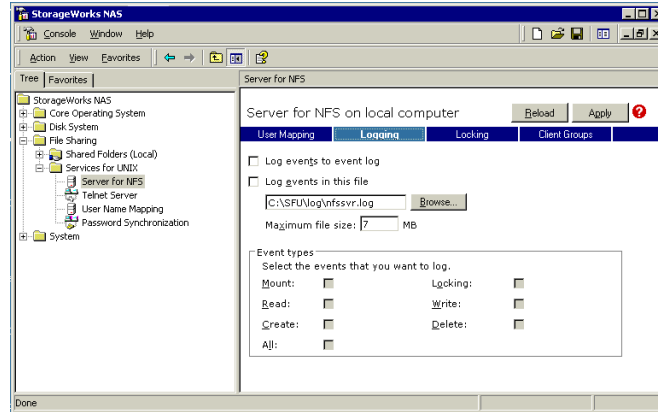 StorageWorks NAS
Console Window Help
Action View Favorites
Tree Favorites
Server for NFS
StorageWorks NAS
Core Operating System
Disk System
File Sharing
Shared Folders (Local)
Services for UNIX
Server for NFS
Telnet Server
User Name Mapping
Password Synchronization
System
Server for NFS on local computer
Reload Apply ?
User Mapping Logging Locking Client Groups
Log events to event log
Log events in this file
C:\SFU\log\nfssvr.log Browse...
Maximum file size: 7 MB
Event types
Select the events that you want to log.
Mount: Locking:
Read: Write:
Create: Delete:
All:
Done